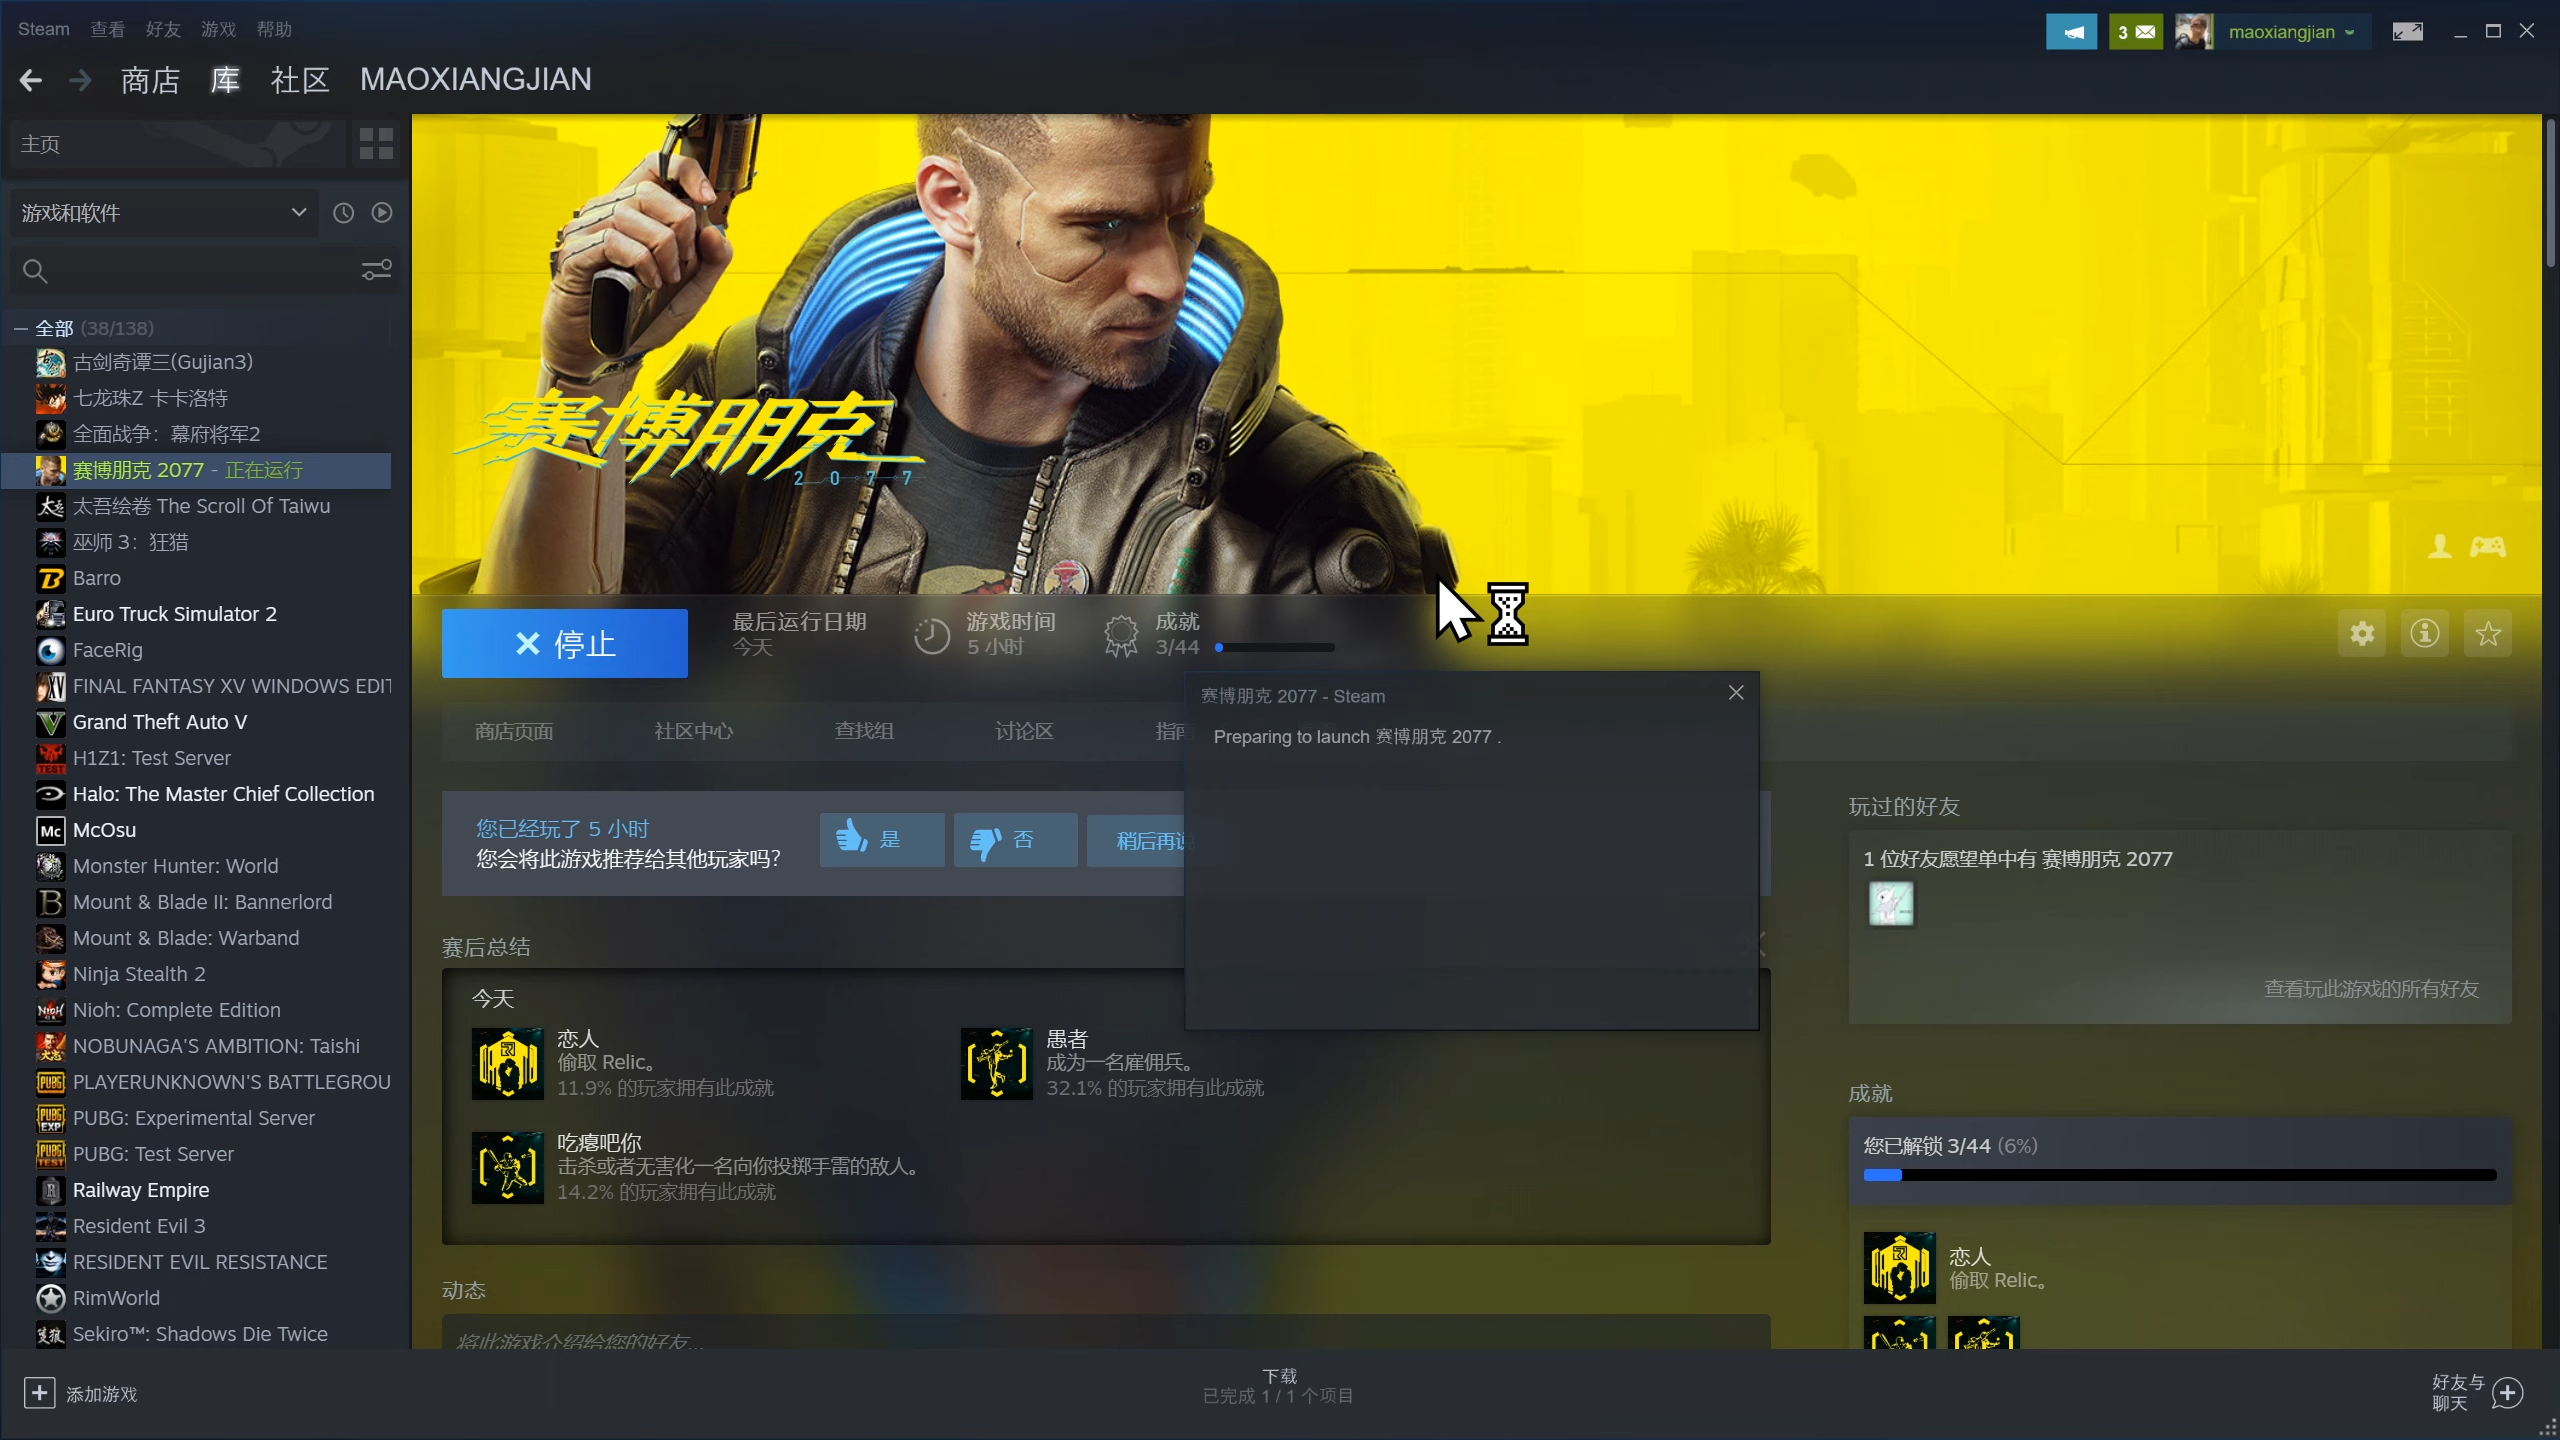 Steam 查看 好友 游戏 帮助
3 maoxiangjian
商店 库 社区 MAOXIANGJIAN
主页
游戏和软件
全部 (38/138)
古剑奇谭三(Gujian3)
七龙珠Z 卡卡洛特
全面战争：幕府将军2
赛博朋克 2077 - 正在运行
太吾绘卷 The Scroll Of Taiwu
巫师 3：狂猎
Barro
Euro Truck Simulator 2
FaceRig
FINAL FANTASY XV WINDOWS EDIT
Grand Theft Auto V
H1Z1: Test Server
Halo: The Master Chief Collection
McOsu
Monster Hunter: World
Mount & Blade II: Bannerlord
Mount & Blade: Warband
Ninja Stealth 2
Nioh: Complete Edition
NOBUNAGA'S AMBITION: Taishi
PLAYERUNKNOWN'S BATTLEGROU
PUBG: Experimental Server
PUBG: Test Server
Railway Empire
Resident Evil 3
RESIDENT EVIL RESISTANCE
RimWorld
Sekiro™: Shadows Die Twice
添加游戏
赛博朋克
2077
停止
最后运行日期
今天
游戏时间
5 小时
成就
3/44
商店页面 社区中心 查找组 讨论区 指南
赛博朋克 2077 - Steam
Preparing to launch 赛博朋克 2077 .
您已经玩了 5 小时
您会将此游戏推荐给其他玩家吗？
是 否 稍后再说
赛后总结
今天
恋人
偷取 Relic。
11.9% 的玩家拥有此成就
愚者
成为一名雇佣兵。
32.1% 的玩家拥有此成就
吃瘪吧你
击杀或者无害化一名向你投掷手雷的敌人。
14.2% 的玩家拥有此成就
动态
将此游戏介绍给您的好友...
玩过的好友
1 位好友愿望单中有 赛博朋克 2077
查看玩此游戏的所有好友
成就
您已解锁 3/44 (6%)
恋人
偷取 Relic。
下载
已完成 1 / 1 个项目
好友与
聊天